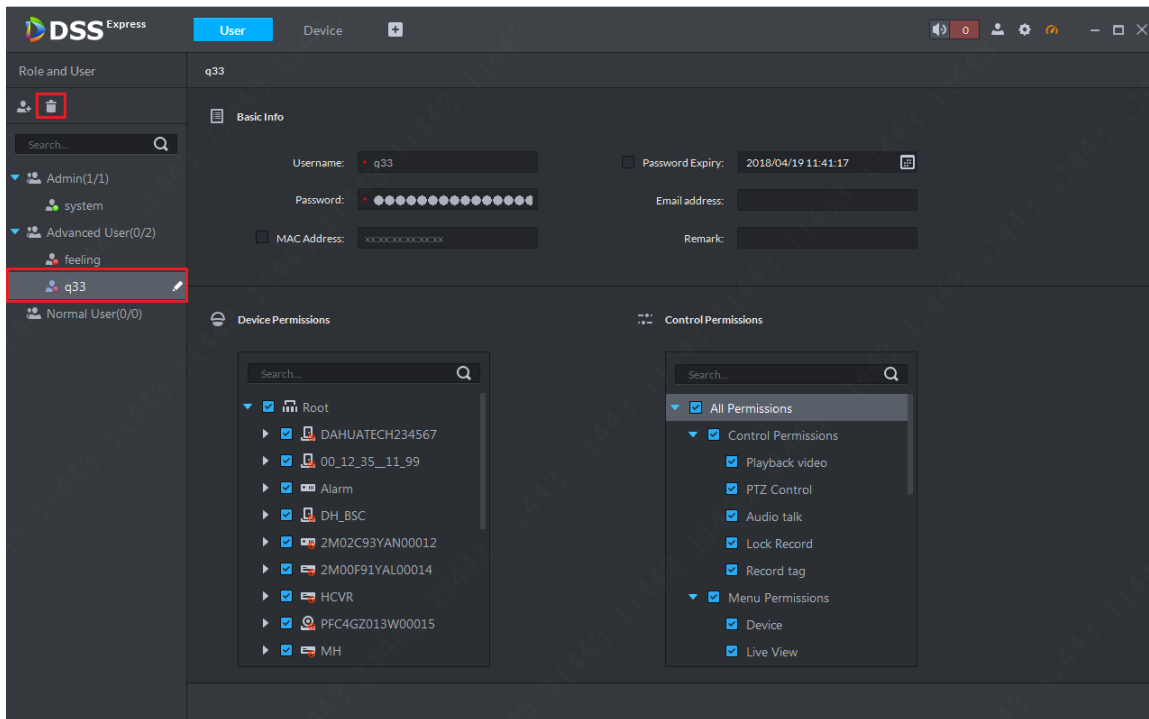 DSS Express
User
Device
0
Role and User
q33
Search...
Admin(1/1)
system
Advanced User(0/2)
feeling
q33
Normal User(0/0)
Basic Info
Username: * q33
Password: * ●●●●●●●●●●●●●●●
MAC Address: xx:xx:xx:xx:xx:xx
Password Expiry: 2018/04/19 11:41:17
Email address:
Remark:
Device Permissions
Search...
Root
DAHUATECH234567
00_12_35__11_99
Alarm
DH_BSC
2M02C93YAN00012
2M00F91YAL00014
HCVR
PFC4GZ013W00015
MH
Control Permissions
Search...
All Permissions
Control Permissions
Playback video
PTZ Control
Audio talk
Lock Record
Record tag
Menu Permissions
Device
Live View
11443 11443